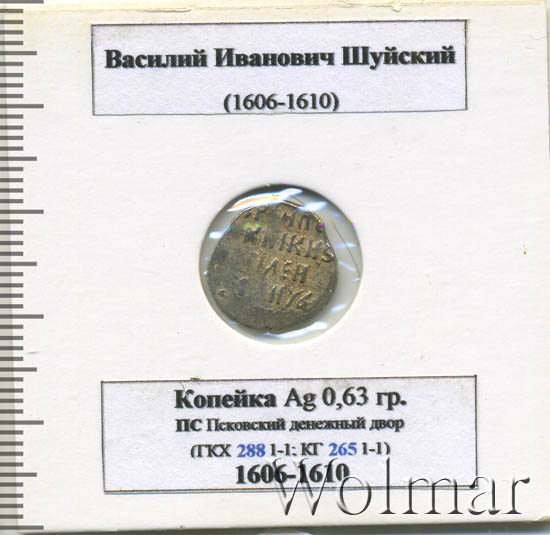 Василий Иванович Шуйский
(1606-1610)
Копейка Ag 0,63 гр.
ПС Псковский денежный двор
(ГКХ 288 1-1; КГ 265 1-1)
1606-1610
Wolmar